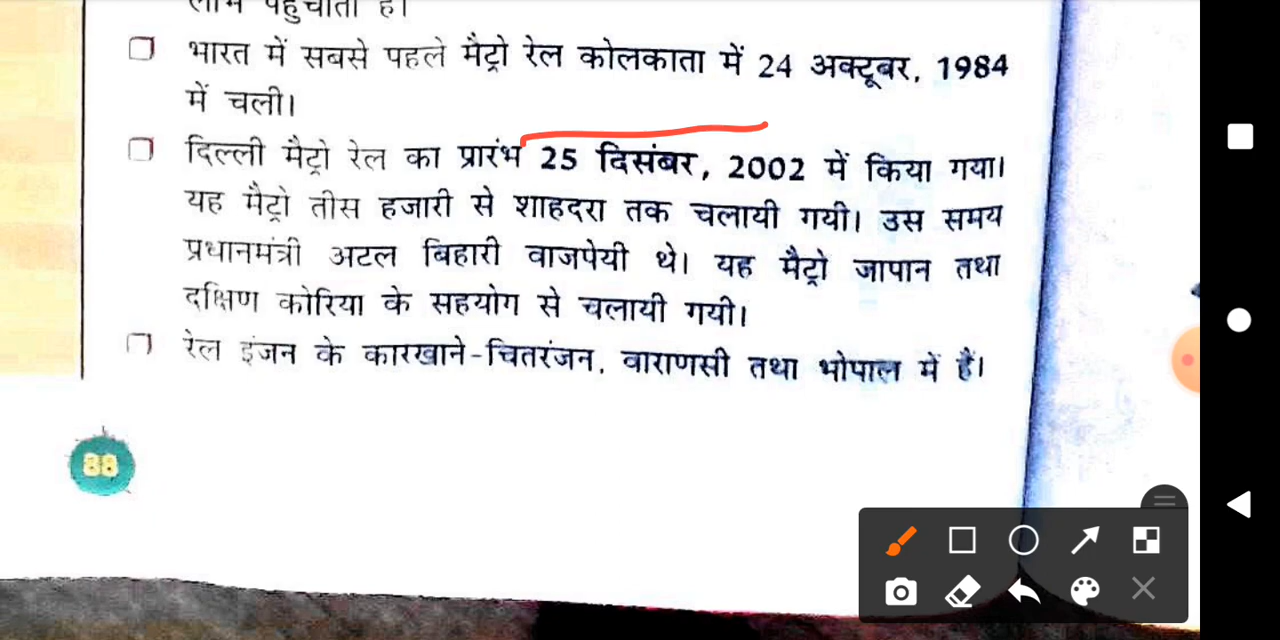 लाभ पहुंचाता है।
भारत में सबसे पहले मैट्रो रेल कोलकाता में 24 अक्टूबर, 1984
में चली।
दिल्ली मैट्रो रेल का प्रारंभ 25 दिसंबर, 2002 में किया गया।
यह मैट्रो तीस हजारी से शाहदरा तक चलायी गयी। उस समय
प्रधानमंत्री अटल बिहारी वाजपेयी थे। यह मैट्रो जापान तथा
दक्षिण कोरिया के सहयोग से चलायी गयी।
रेल इंजन के कारखाने-चितरंजन, वाराणसी तथा भोपाल में हैं।
88